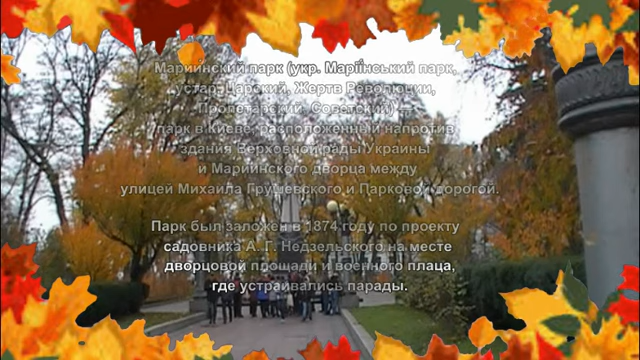 Мариинский парк (укр. Маріїнський парк,
устар. Царский, Жертв Революции,
Пролетарский, Советский) —
парк в Киеве, расположенный напротив
здания Верховной рады Украины
и Мариинского дворца между
улицей Михаила Грушевского и Парковой дорогой.
Парк был заложен в 1874 году по проекту
садовника А. Г. Недзельского на месте
дворцовой площади и военного плаца,
где устраивались парады.